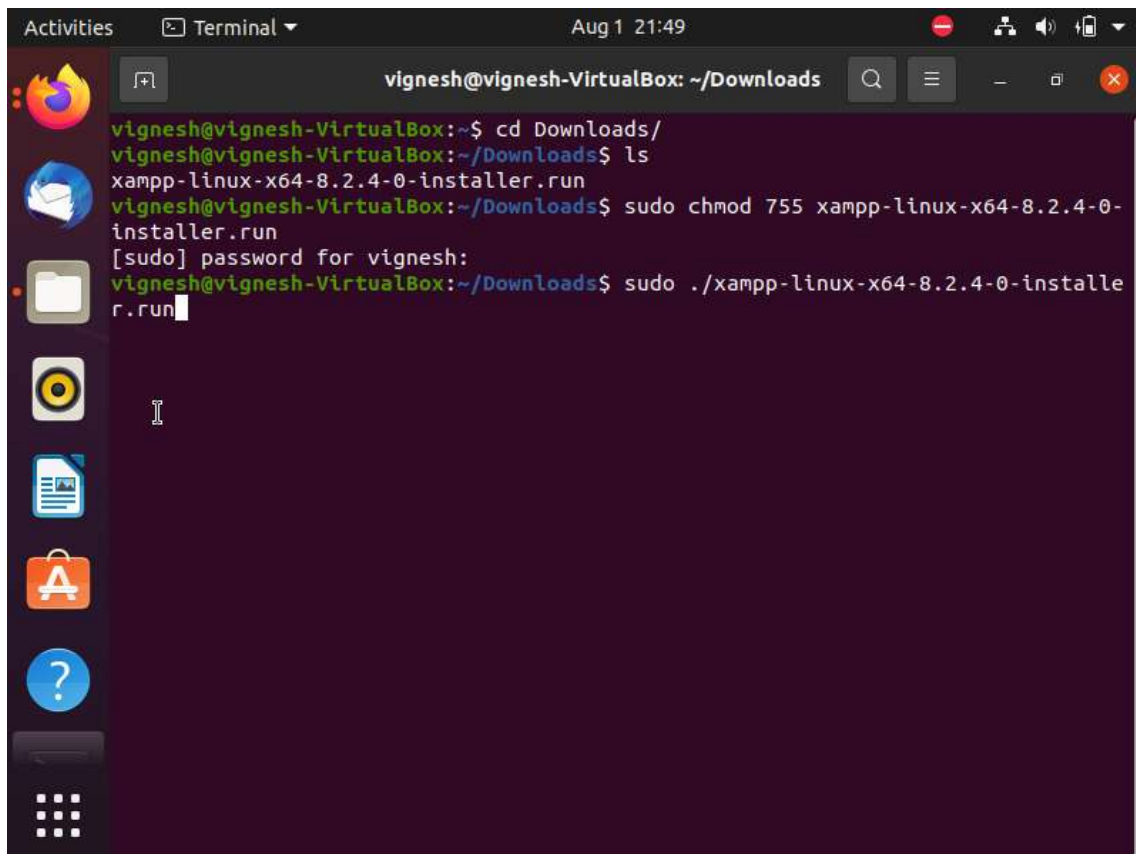 Activities Terminal Aug 1 21:49
vignesh@vignesh-VirtualBox: ~/Downloads
vignesh@vignesh-VirtualBox:~$ cd Downloads/
vignesh@vignesh-VirtualBox:~/Downloads$ ls
xampp-linux-x64-8.2.4-0-installer.run
vignesh@vignesh-VirtualBox:~/Downloads$ sudo chmod 755 xampp-linux-x64-8.2.4-0-
installer.run
[sudo] password for vignesh:
vignesh@vignesh-VirtualBox:~/Downloads$ sudo ./xampp-linux-x64-8.2.4-0-installe
r.run